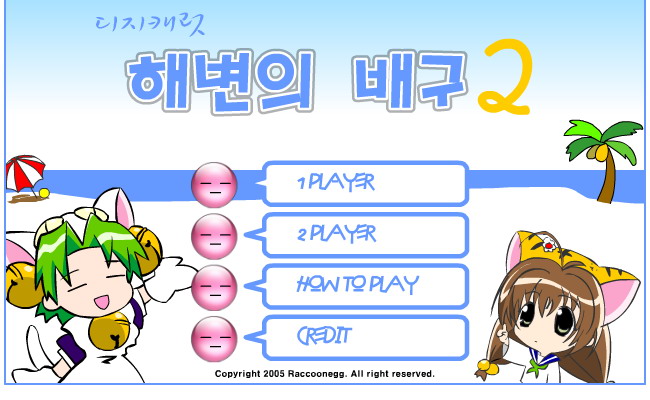 디지캐럿
해변의 배구 2
1 PLAYER
2 PLAYER
HOW TO PLAY
CREDIT
Copyright 2005 Raccoonegg. All right reserved.